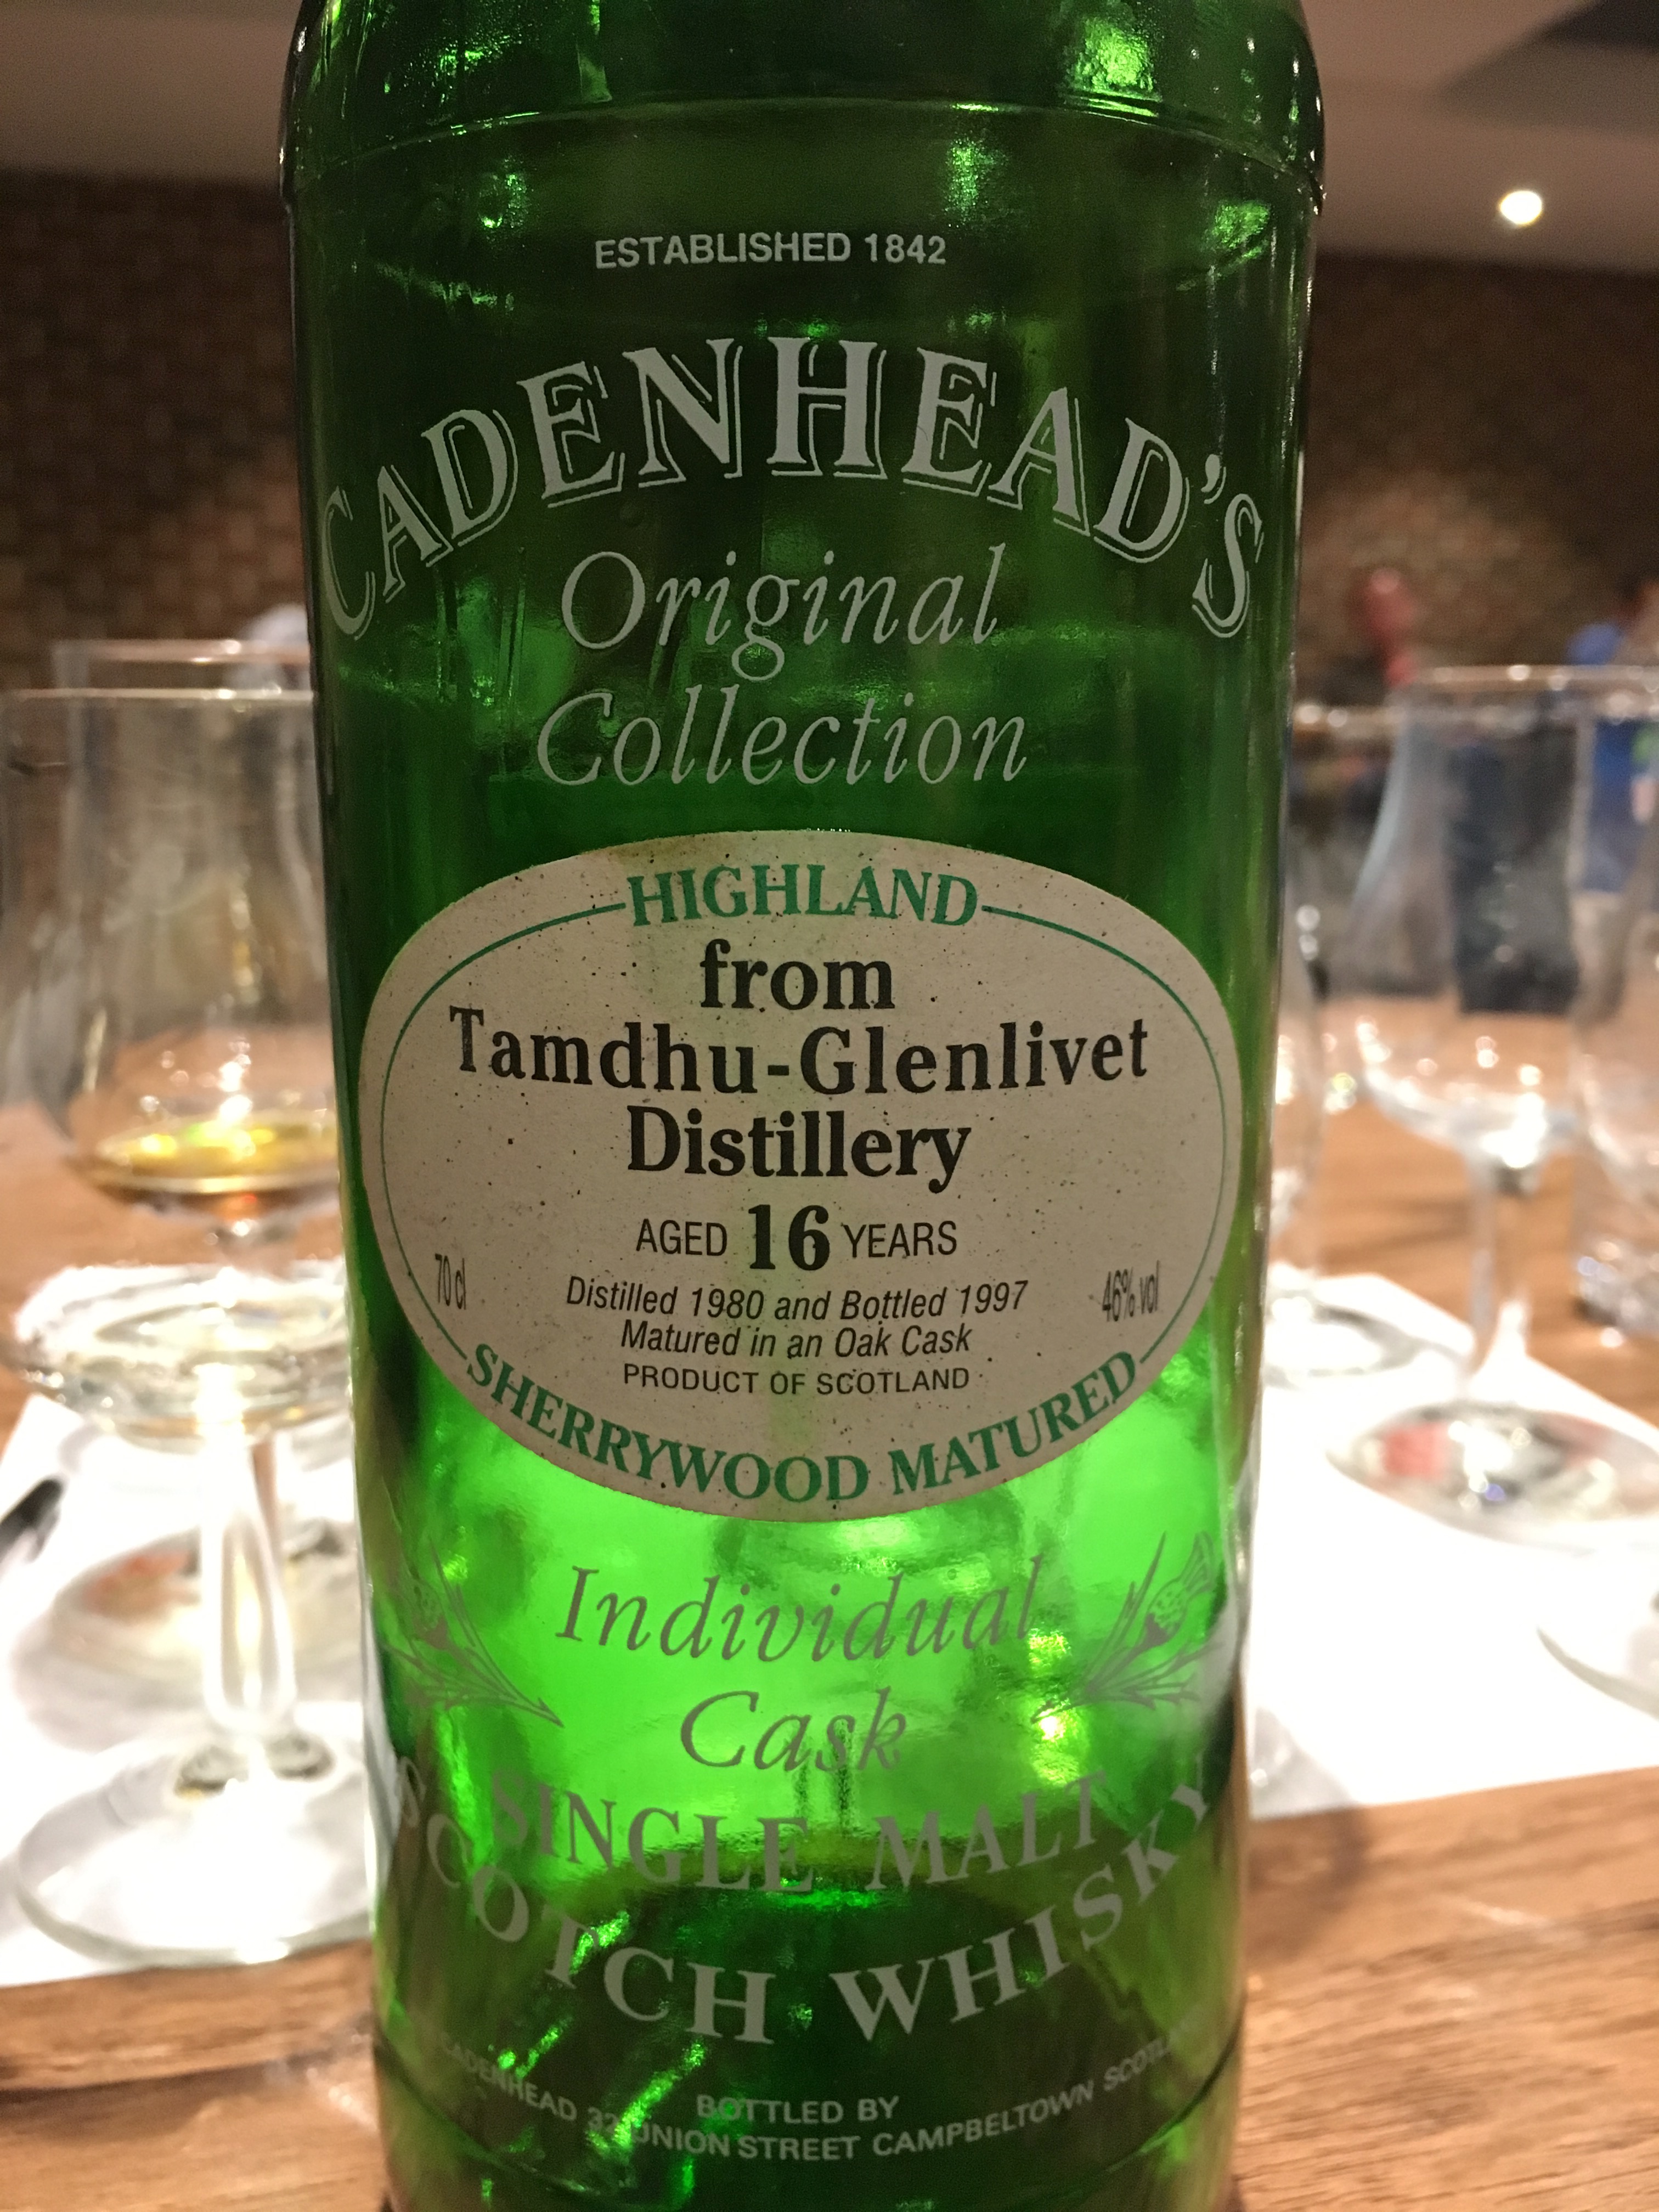 ESTABLISHED 1842
CADENHEAD'S
Original
Collection
HIGHLAND
from
Tamdhu-Glenlivet
Distillery
AGED 16 YEARS
70 cl
46% vol
Distilled 1980 and Bottled 1997
Matured in an Oak Cask
PRODUCT OF SCOTLAND
SHERRYWOOD MATURED
Individual
Cask
SINGLE MALT
SCOTCH WHISKY
BOTTLED BY
CADENHEAD 32 UNION STREET CAMPBELTOWN SCOTLAND